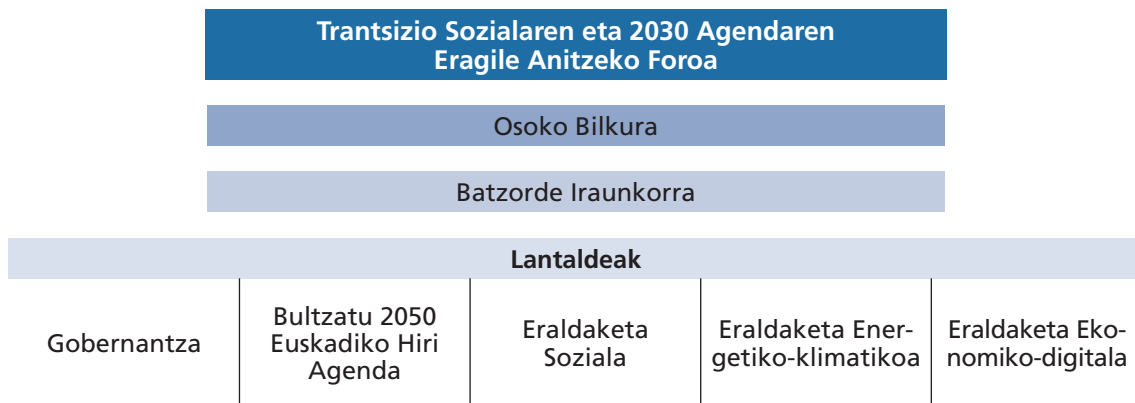 Trantsizio Sozialaren eta 2030 Agendaren
Eragile Anitzeko Foroa
Osoko Bilkura
Batzorde Iraunkorra
Lantaldeak
Gobernantza
Bultzatu 2050
Euskadiko Hiri
Agenda
Eraldaketa
Soziala
Eraldaketa Ener-
getiko-klimatikoa
Eraldaketa Eko-
nomiko-digitala